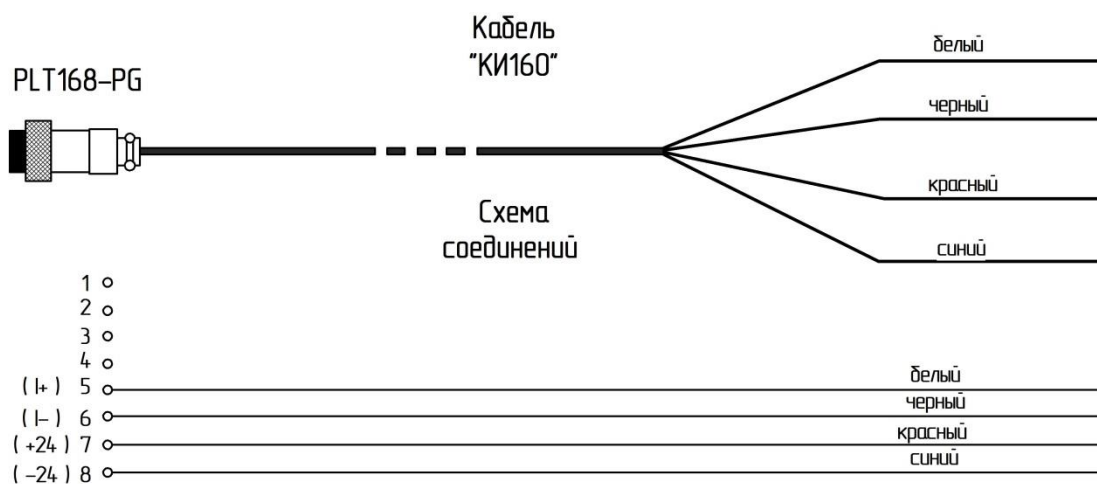 Кабель
"КИ160"
PLT168-PG
белый
черный
красный
синий
Схема
соединений
1
2
3
4
( I+ ) 5 белый
( I- ) 6 черный
( +24 ) 7 красный
( -24 ) 8 синий